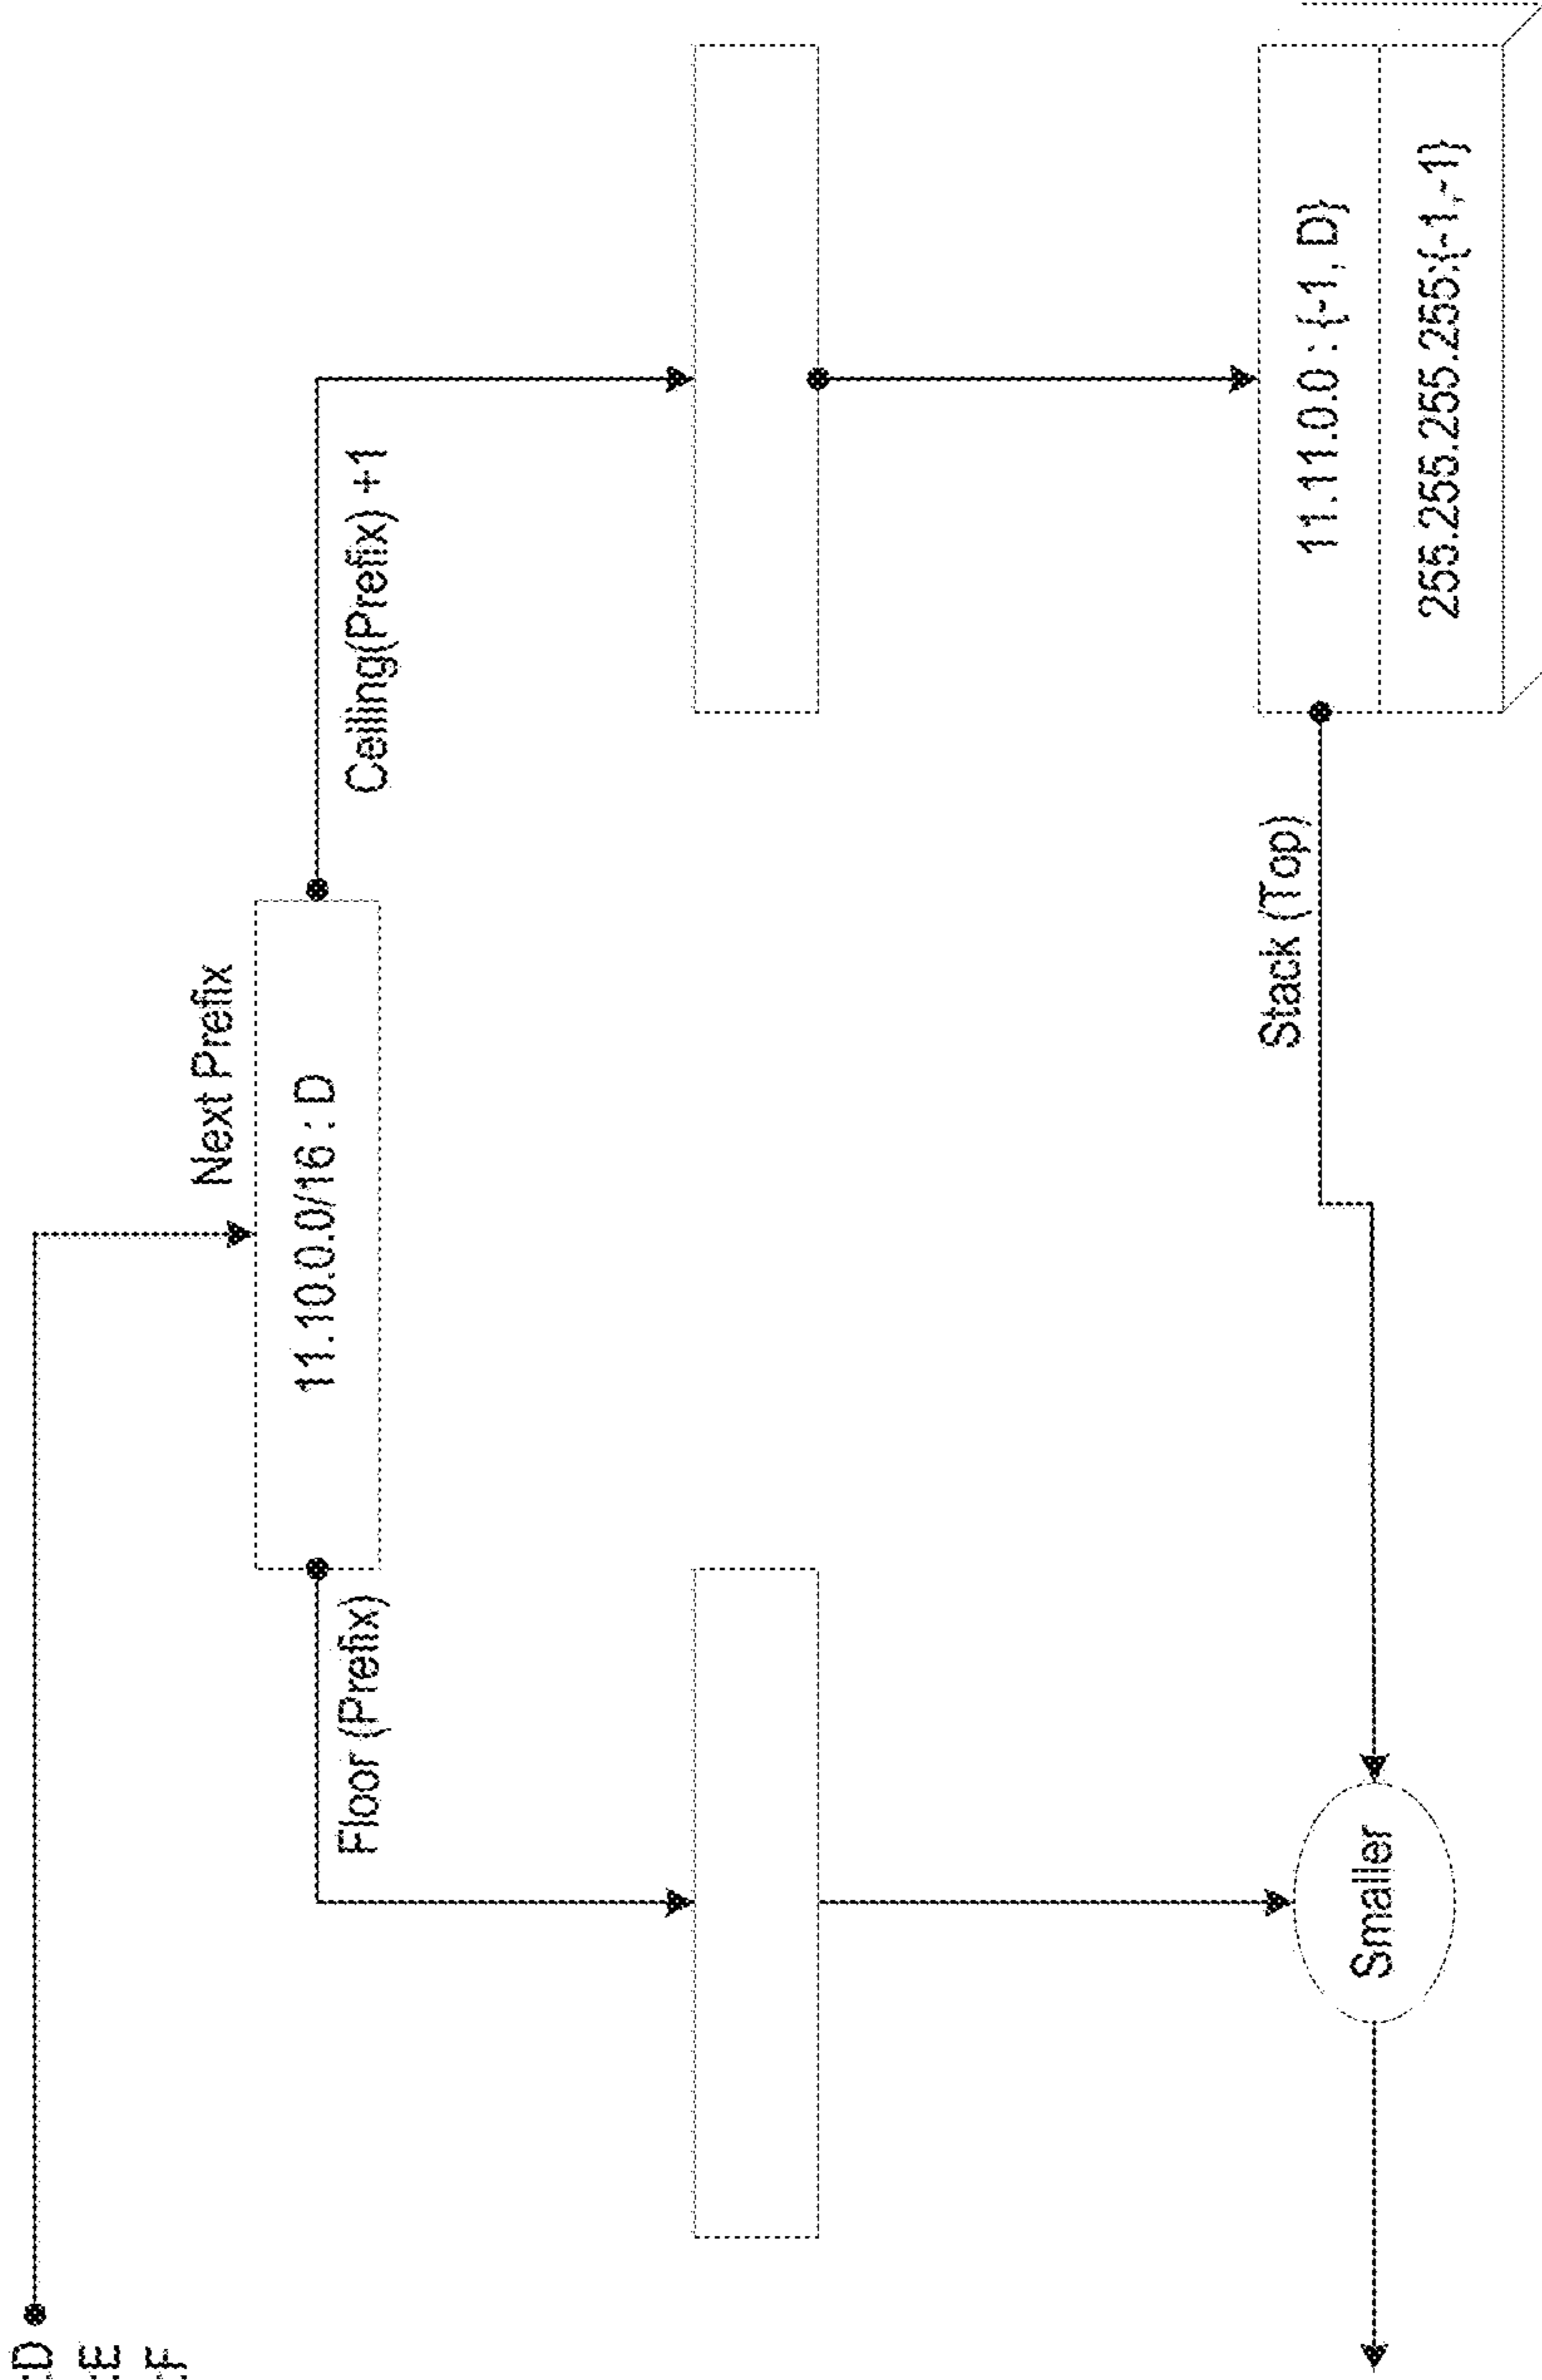 :D
:E
:F
Next Prefix
11.10.0.0/16 : D
Floor (Prefix)
Ceiling(Prefix) +1
Stack (Top)
11.11.0.0 : {-1, D}
255.255.255.255:{-1,-1}
Smaller